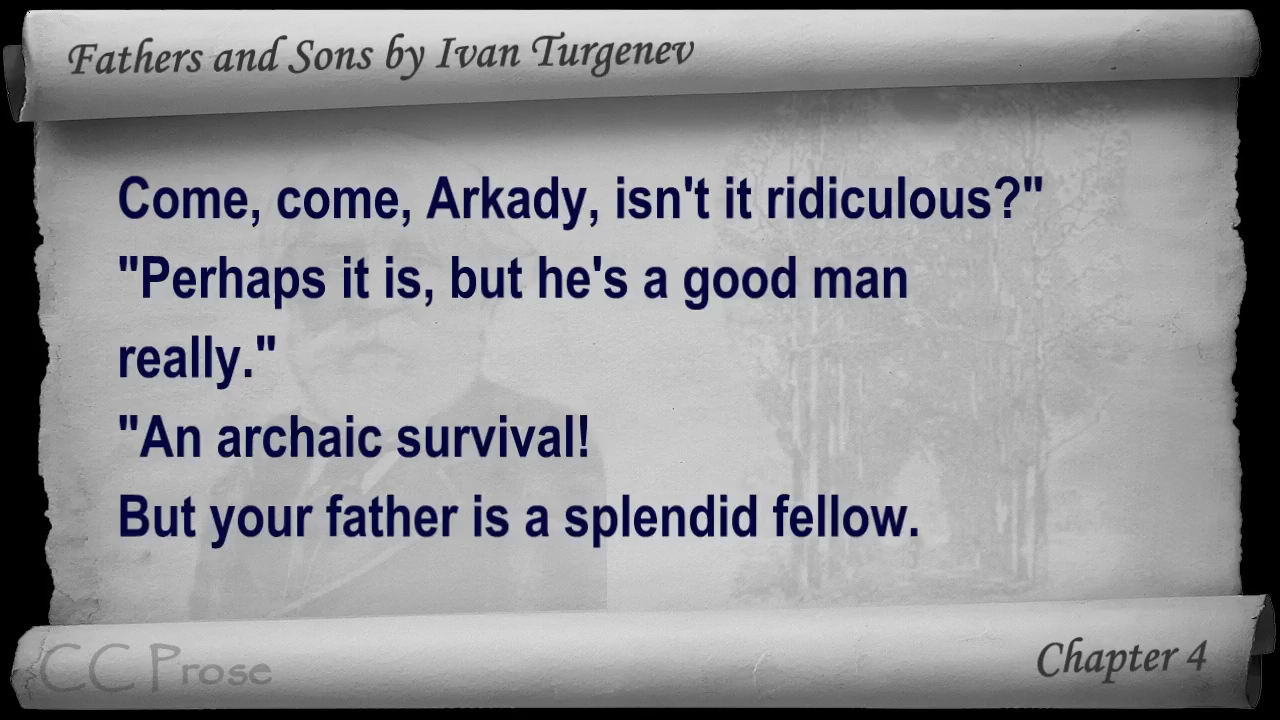 Fathers and Sons by Ivan Turgenev
Come, come, Arkady, isn't it ridiculous?"
"Perhaps it is, but he's a good man
really."
"An archaic survival!
But your father is a splendid fellow.
CC Prose
Chapter 4